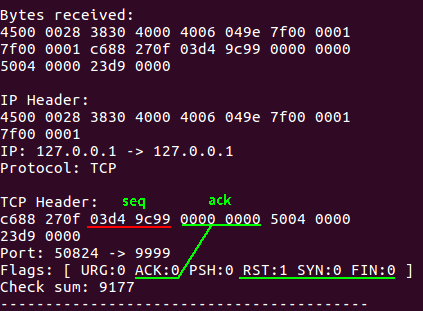 Bytes received:
4500 0028 3830 4000 4006 049e 7f00 0001
7f00 0001 c688 270f 03d4 9c99 0000 0000
5004 0000 23d9 0000
IP Header:
4500 0028 3830 4000 4006 049e 7f00 0001
7f00 0001
IP: 127.0.0.1 -> 127.0.0.1
Protocol: TCP
TCP Header: seq ack
c688 270f 03d4 9c99 0000 0000 5004 0000
23d9 0000
Port: 50824 -> 9999
Flags: [ URG:0 ACK:0 PSH:0 RST:1 SYN:0 FIN:0 ]
Check sum: 9177
----------------------------------------